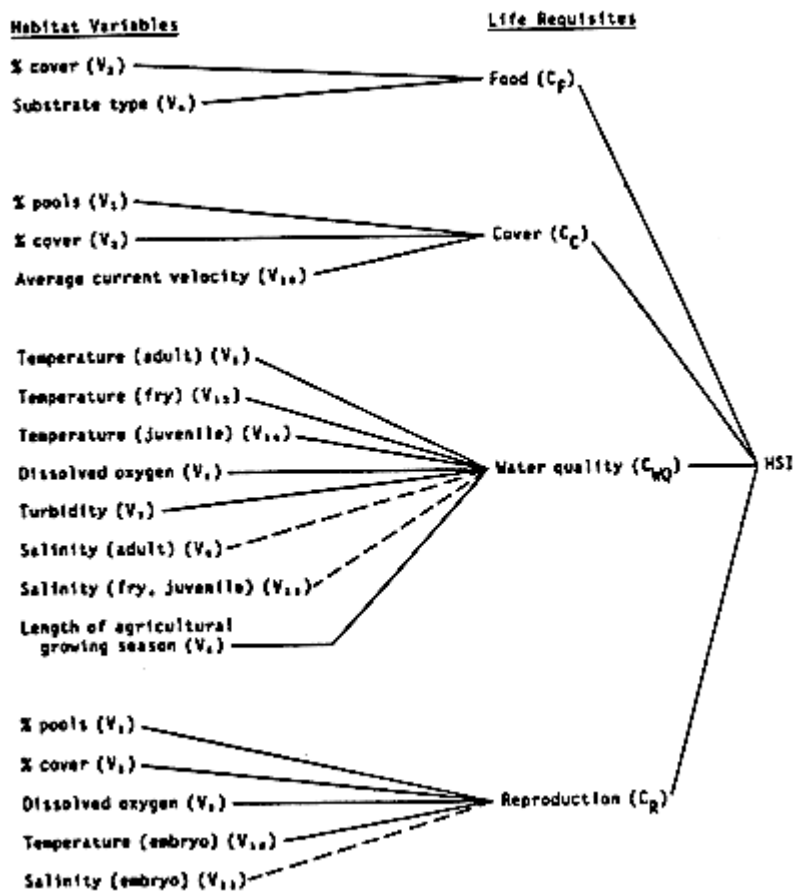 Habitat Variables
Life Requisites
% cover (V₂)
Food (C_F)
Substrate type (V₄)
% pools (V₁)
% cover (V₂)
Cover (C_C)
Average current velocity (V₁₈)
Temperature (adult) (V₅)
Temperature (fry) (V₁₂)
Temperature (juvenile) (V₁₄)
Dissolved oxygen (V₈)
Water quality (C_WQ)
HSI
Turbidity (V₇)
Salinity (adult) (V₉)
Salinity (fry, juvenile) (V₁₃)
Length of agricultural
growing season (V₆)
% pools (V₁)
% cover (V₂)
Dissolved oxygen (V₈)
Reproduction (C_R)
Temperature (embryo) (V₁₀)
Salinity (embryo) (V₁₁)